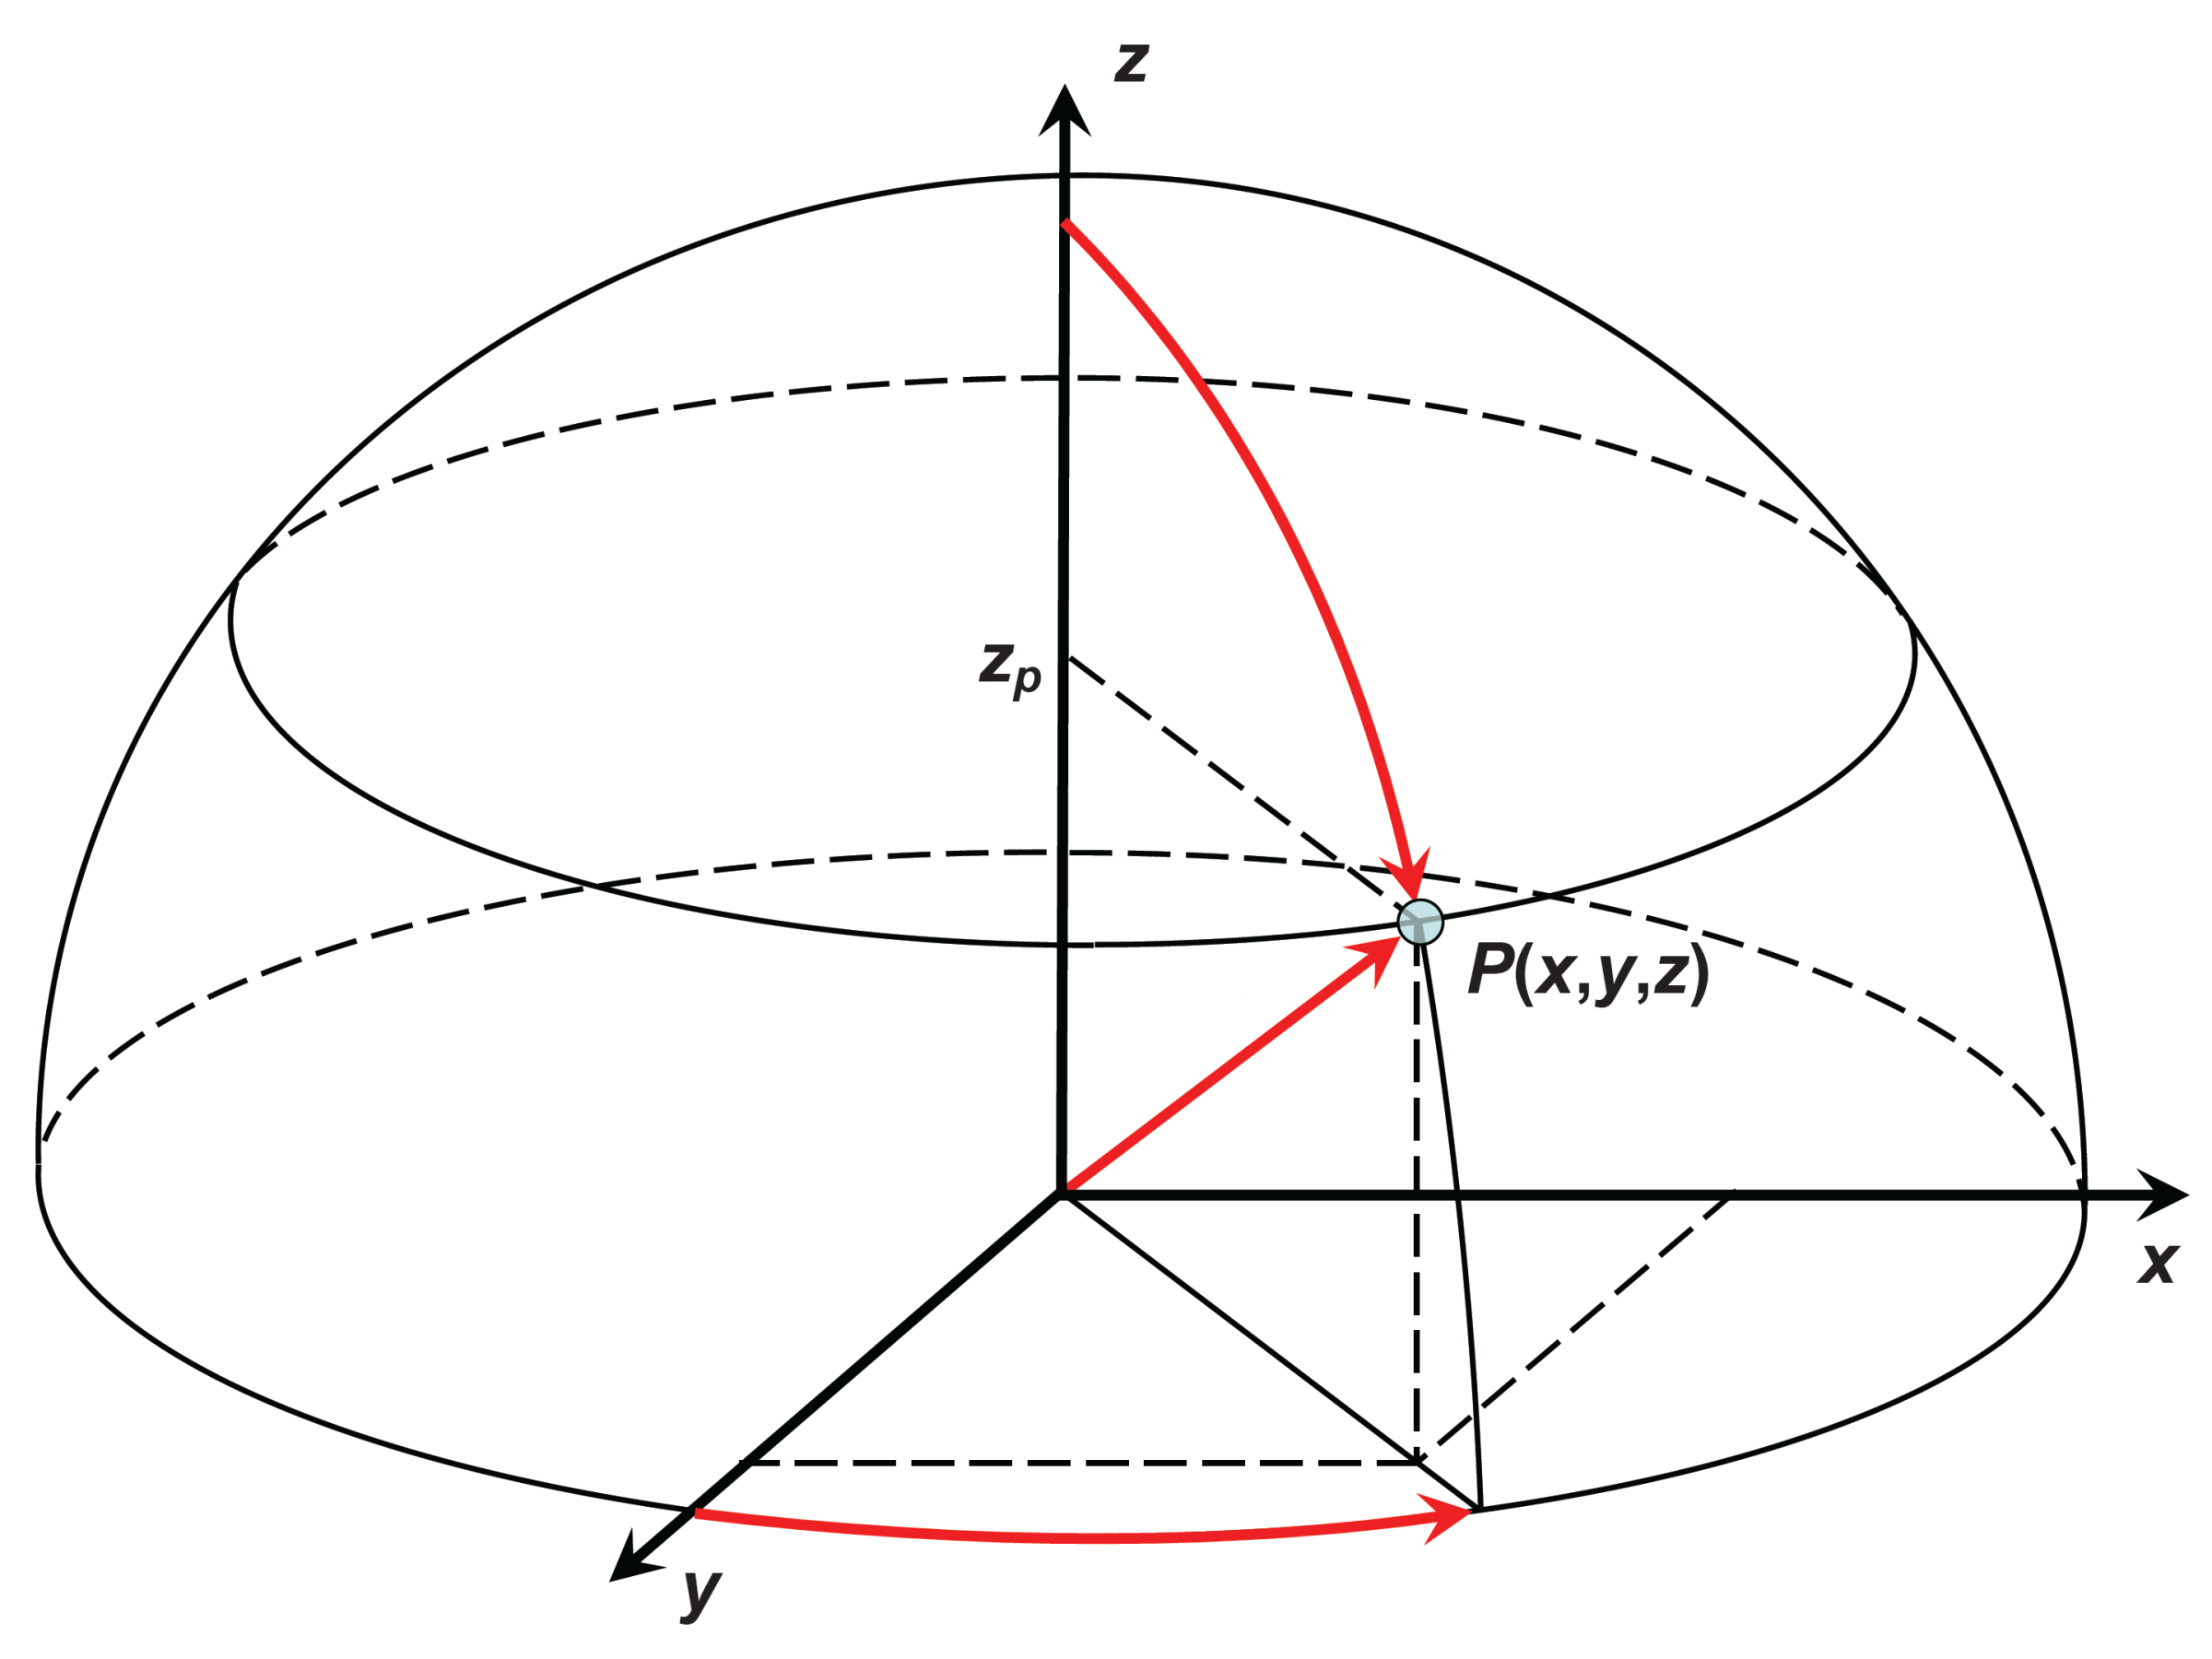 z
zₚ
P(x,y,z)
x
y